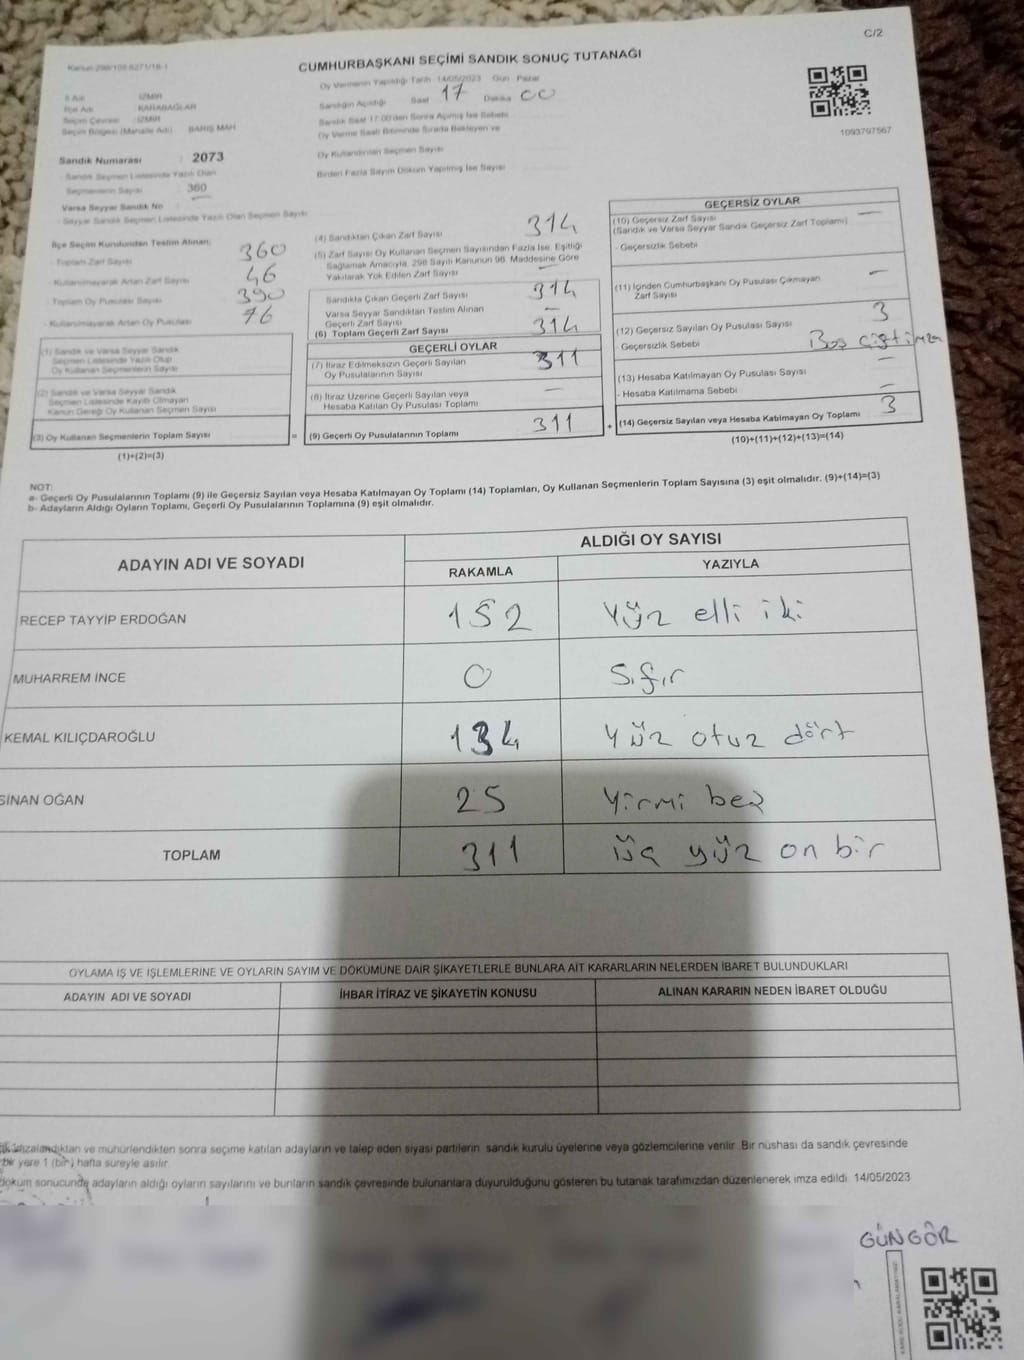 C/2
Kanun 298/105 6271/18-1
CUMHURBAŞKANI SEÇİMİ SANDIK SONUÇ TUTANAĞI
İl Adı : İZMİR
İlçe Adı : KARABAĞLAR
Seçim Çevresi : İZMİR
Seçim Bölgesi (Mahalle Adı) : BARIŞ MAH
Sandık Numarası : 2073
- Sandık Seçmen Listesinde Yazılı Olan
Seçmenlerin Sayısı : 360
Varsa Seyyar Sandık No :
- Seyyar Sandık Seçmen Listesinde Yazılı Olan Seçmen Sayısı
Oy Vermenin Yapıldığı Tarih 14/05/2023 Gün Pazar
Sandığın Açıldığı Saat 17 Dakika 00
Sandık Saat 17:00'den Sonra Açılmış İse Sebebi
Oy Verme Saati Bitiminde Sırada Bekleyen ve
Oy Kullandırılan Seçmen Sayısı
Birden Fazla Sayım Döküm Yapılmış İse Sayısı
1093797567
İlçe Seçim Kurulundan Teslim Alınan;
- Toplam Zarf Sayısı 360
- Kullanılmayarak Artan Zarf Sayısı 46
- Toplam Oy Pusulası Sayısı 390
- Kullanılmayarak Artan Oy Pusulası 76
(1) Sandık ve Varsa Seyyar Sandık
Seçmen Listesinde Yazılı Olup
Oy Kullanan Seçmenlerin Sayısı
(2) Sandık ve Varsa Seyyar Sandık
Seçmen Listesinde Kayıtlı Olmayan
Kanun Gereği Oy Kullanan Seçmen Sayısı
(3) Oy Kullanan Seçmenlerin Toplam Sayısı
(1)+(2)=(3)
(4) Sandıktan Çıkan Zarf Sayısı 314
(5) Zarf Sayısı Oy Kullanan Seçmen Sayısından Fazla İse, Eşitliği
Sağlamak Amacıyla, 298 Sayılı Kanunun 98. Maddesine Göre
Yakılarak Yok Edilen Zarf Sayısı —
Sandıkta Çıkan Geçerli Zarf Sayısı 314
Varsa Seyyar Sandıktan Teslim Alınan
Geçerli Zarf Sayısı —
(6) Toplam Geçerli Zarf Sayısı 314
GEÇERLİ OYLAR
(7) İtiraz Edilmeksizin Geçerli Sayılan
Oy Pusulalarının Sayısı 311
(8) İtiraz Üzerine Geçerli Sayılan veya
Hesaba Katılan Oy Pusulası Toplamı —
= (9) Geçerli Oy Pusulalarının Toplamı 311 +
GEÇERSİZ OYLAR
(10) Geçersiz Zarf Sayısı —
(Sandık ve Varsa Seyyar Sandık Geçersiz Zarf Toplamı)
- Geçersizlik Sebebi
(11) İçinden Cumhurbaşkanı Oy Pusulası Çıkmayan
Zarf Sayısı —
(12) Geçersiz Sayılan Oy Pusulası Sayısı 3
- Geçersizlik Sebebi Boş çift imza
(13) Hesaba Katılmayan Oy Pusulası Sayısı —
- Hesaba Katılmama Sebebi —
(14) Geçersiz Sayılan veya Hesaba Katılmayan Oy Toplamı 3
(10)+(11)+(12)+(13)=(14)
NOT:
a- Geçerli Oy Pusulalarının Toplamı (9) ile Geçersiz Sayılan veya Hesaba Katılmayan Oy Toplamı (14) Toplamları, Oy Kullanan Seçmenlerin Toplam Sayısına (3) eşit olmalıdır. (9)+(14)=(3)
b- Adayların Aldığı Oyların Toplamı, Geçerli Oy Pusulalarının Toplamına (9) eşit olmalıdır.
ADAYIN ADI VE SOYADI ALDIĞI OY SAYISI
RAKAMLA YAZIYLA
RECEP TAYYİP ERDOĞAN 152 Yüz elli iki
MUHARREM İNCE 0 Sıfır
KEMAL KILIÇDAROĞLU 134 Yüz otuz dört
SİNAN OĞAN 25 Yirmi beş
TOPLAM 311 üç yüz on bir
OYLAMA İŞ VE İŞLEMLERİNE VE OYLARIN SAYIM VE DÖKÜMÜNE DAİR ŞİKAYETLERLE BUNLARA AİT KARARLARIN NELERDEN İBARET BULUNDUKLARI
ADAYIN ADI VE SOYADI İHBAR İTİRAZ VE ŞİKAYETİN KONUSU ALINAN KARARIN NEDEN İBARET OLDUĞU
imzalandıktan ve mühürlendikten sonra seçime katılan adayların ve talep eden siyasi partilerin sandık kurulu üyelerine veya gözlemcilerine verilir. Bir nüshası da sandık çevresinde
bir yere 1 (bir) hafta süreyle asılır.
döküm sonucunda adayların aldığı oyların sayılarını ve bunların sandık çevresinde bulunanlara duyurulduğunu gösteren bu tutanak tarafımızdan düzenlenerek imza edildi. 14/05/2023
GÜNGÖR